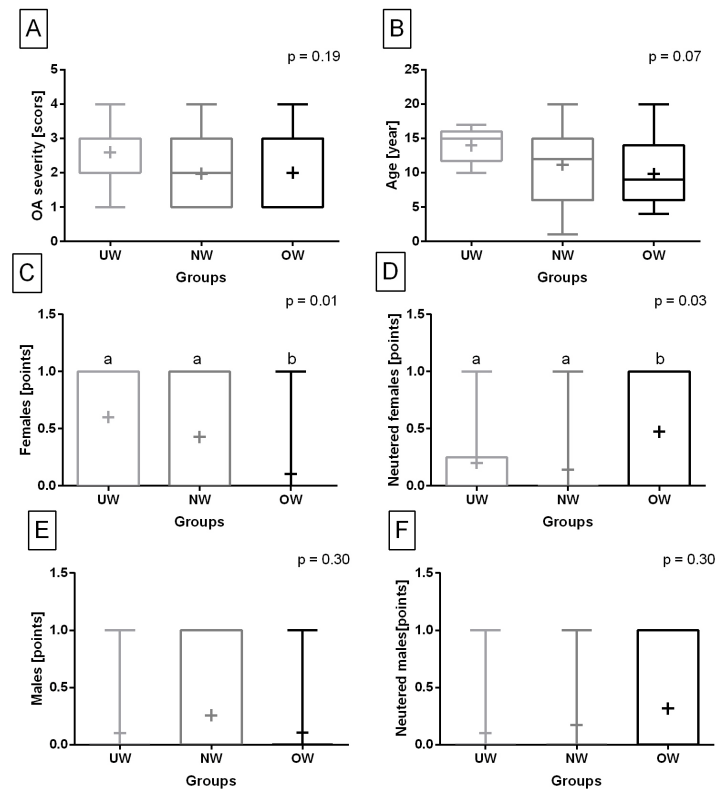 A
p = 0.19
OA severity [scors]
5
4
3
2
1
0
UW NW OW
Groups
B
p = 0.07
Age [year]
25
20
15
10
5
0
UW NW OW
Groups
C
p = 0.01
Females [points]
1.5
1.0
0.5
0.0
a a b
UW NW OW
Groups
D
p = 0.03
Neutered females [points]
1.5
1.0
0.5
0.0
a a b
UW NW OW
Groups
E
p = 0.30
Males [points]
1.5
1.0
0.5
0.0
UW NW OW
Groups
F
p = 0.30
Neutered males[points]
1.5
1.0
0.5
0.0
UW NW OW
Groups